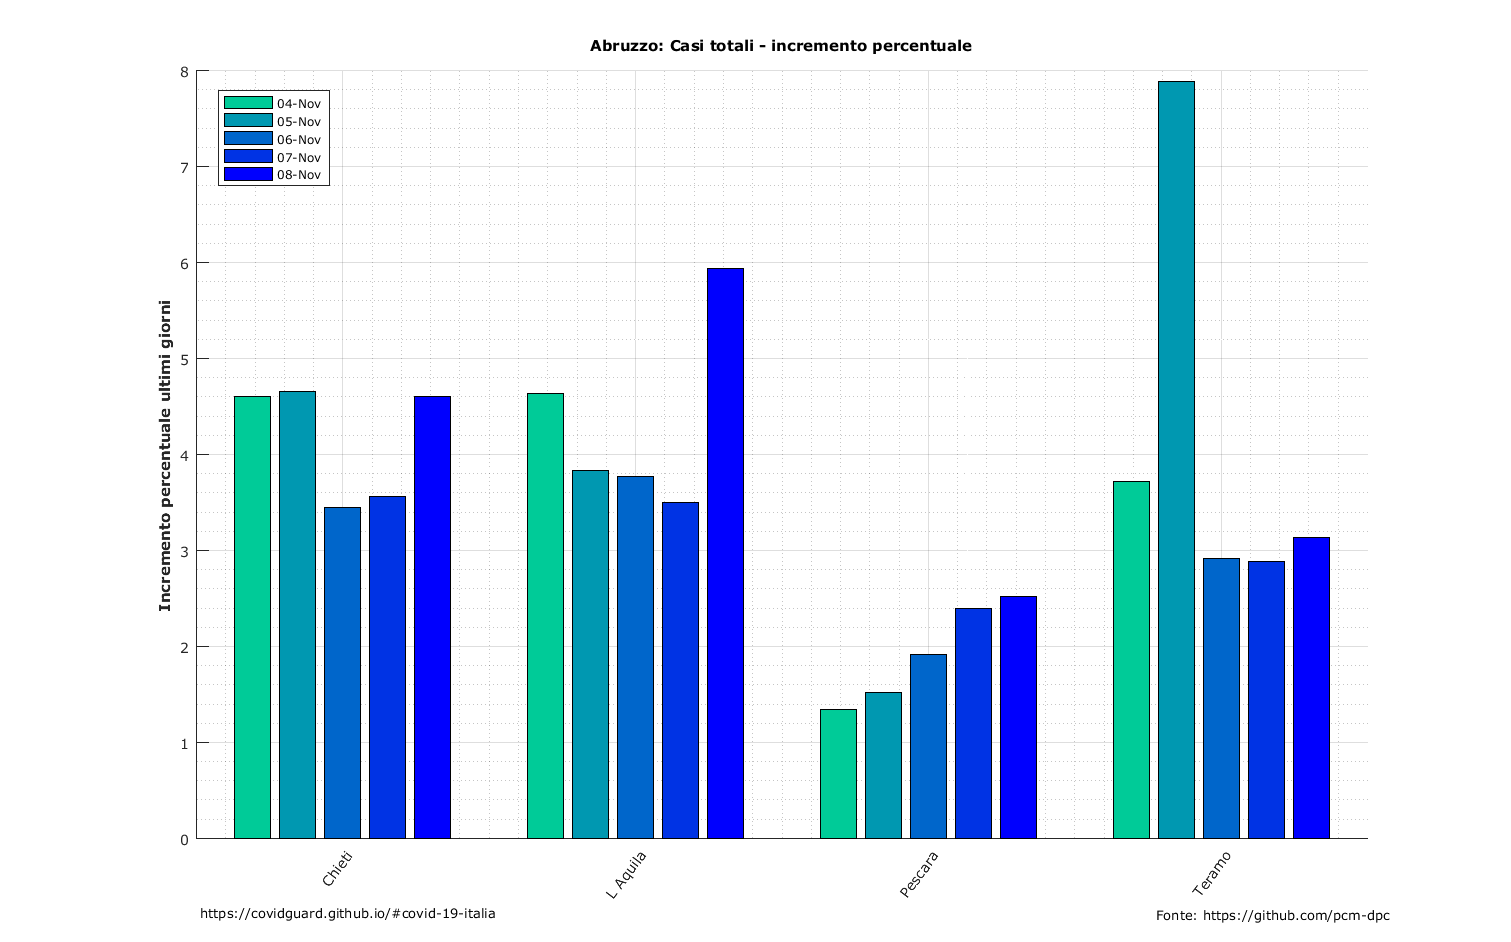 Abruzzo: Casi totali - incremento percentuale
8
7
6
5
4
3
2
1
0
Incremento percentuale ultimi giorni
04-Nov
05-Nov
06-Nov
07-Nov
08-Nov
Chieti
L Aquila
Pescara
Teramo
https://covidguard.github.io/#covid-19-italia
Fonte: https://github.com/pcm-dpc